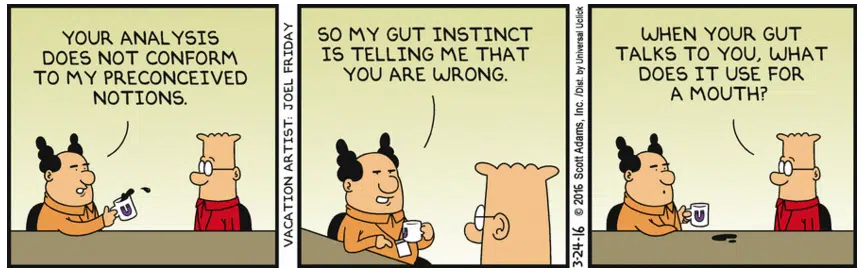 YOUR ANALYSIS
DOES NOT CONFORM
TO MY PRECONCEIVED
NOTIONS.
VACATION ARTIST: JOEL FRIDAY
SO MY GUT INSTINCT
IS TELLING ME THAT
YOU ARE WRONG.
3-24-16 © 2016 Scott Adams, Inc. /Dist. by Universal Uclick
WHEN YOUR GUT
TALKS TO YOU, WHAT
DOES IT USE FOR
A MOUTH?